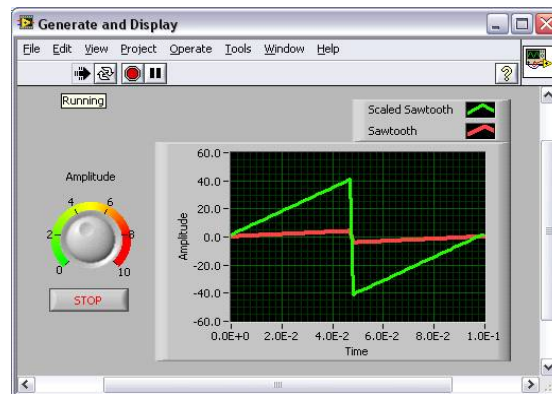 Generate and Display
File Edit View Project Operate Tools Window Help
Running
Scaled Sawtooth
Sawtooth
Amplitude
0 2 4 6 8 10
STOP
Amplitude
60.0
40.0
20.0
0.0
-20.0
-40.0
-60.0
0.0E+0 2.0E-2 4.0E-2 6.0E-2 8.0E-2 1.0E-1
Time